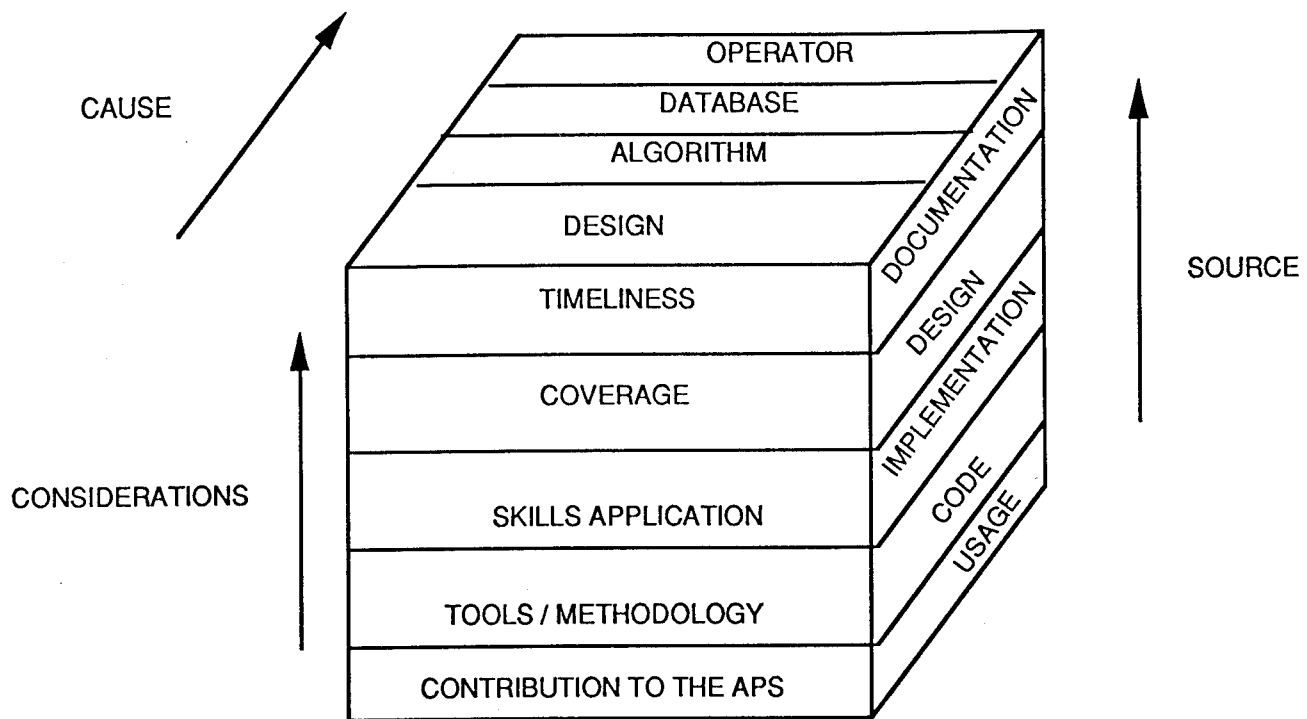 OPERATOR
DATABASE
ALGORITHM
DESIGN
CAUSE
DOCUMENTATION
DESIGN
IMPLEMENTATION
CODE
USAGE
SOURCE
TIMELINESS
COVERAGE
SKILLS APPLICATION
TOOLS / METHODOLOGY
CONTRIBUTION TO THE APS
CONSIDERATIONS